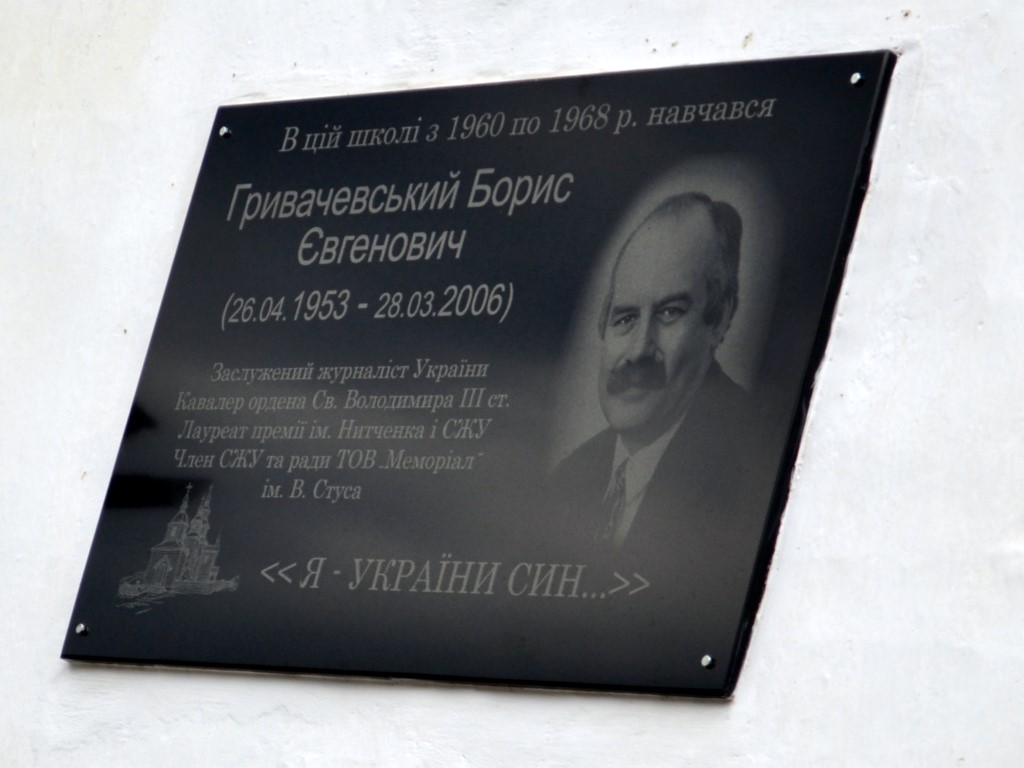 В цій школі з 1960 по 1968 р. навчався
Гривачевський Борис
Євгенович
(26.04.1953 - 28.03.2006)
Заслужений журналіст України
Кавалер ордена Св. Володимира III ст.
Лауреат премії ім. Нитченка і СЖУ
Член СЖУ та ради ТОВ „Меморіал“
ім. В. Стуса
<<Я - УКРАЇНИ СИН...>>